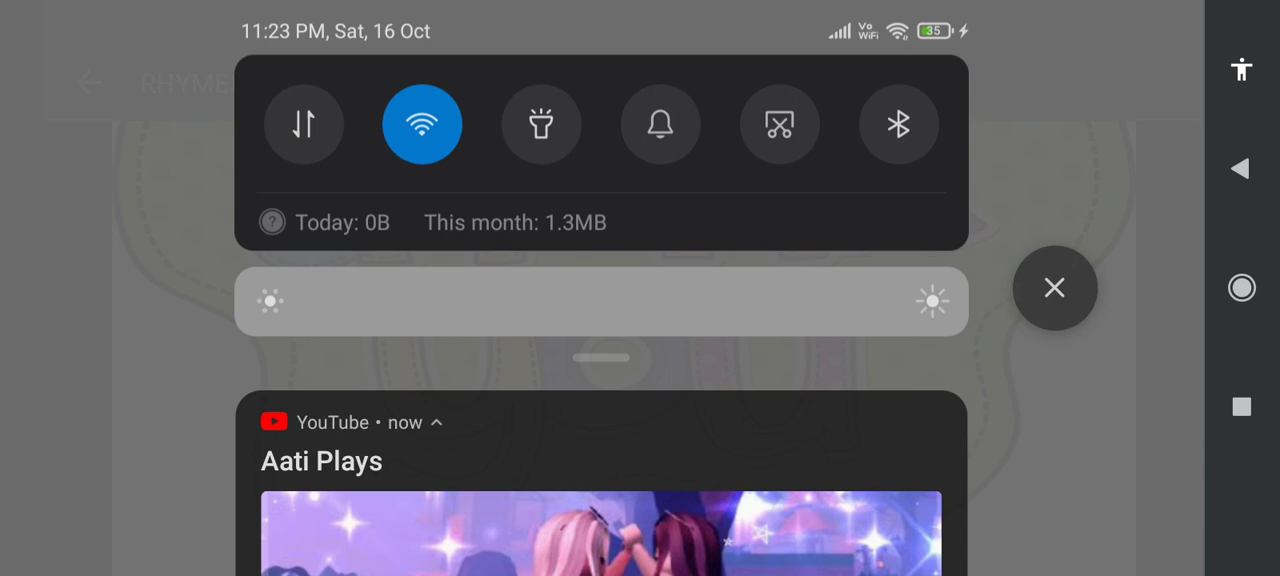 11:23 PM, Sat, 16 Oct
Vo
WiFi
35
RHYME
Today: 0B This month: 1.3MB
YouTube • now
Aati Plays